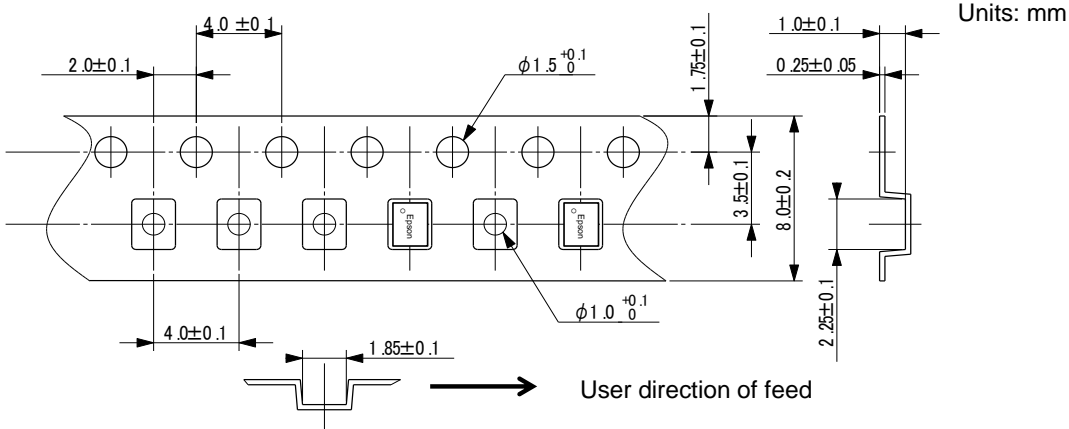 Units: mm
4.0 ±0.1
1.0±0.1
2.0±0.1
φ1.5 +0.1 0
1.75±0.1
0.25±0.05
3.5±0.1
8.0±0.2
Epson
Epson
2.25±0.1
φ1.0 +0.1 0
4.0±0.1
1.85±0.1
User direction of feed